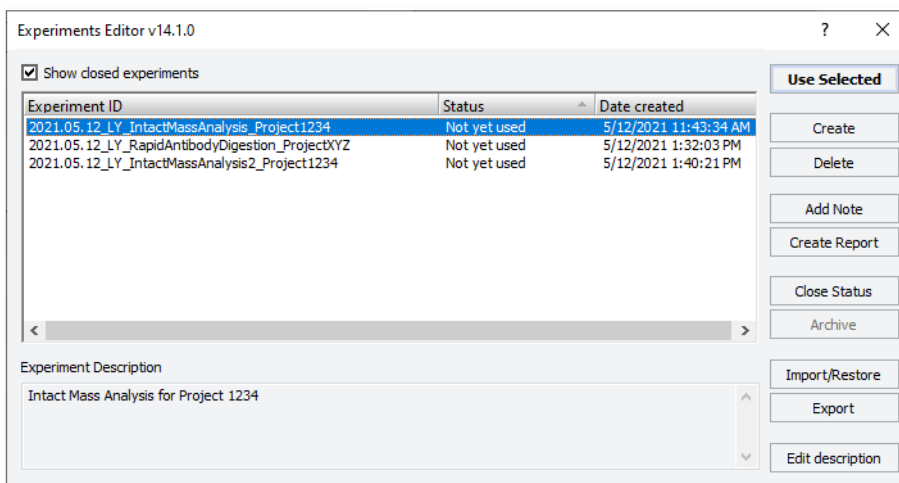 Experiments Editor v14.1.0
?
Show closed experiments
Use Selected
Experiment ID Status Date created
2021.05.12_LY_IntactMassAnalysis_Project1234 Not yet used 5/12/2021 11:43:34 AM
2021.05.12_LY_RapidAntibodyDigestion_ProjectXYZ Not yet used 5/12/2021 1:32:03 PM
2021.05.12_LY_IntactMassAnalysis2_Project1234 Not yet used 5/12/2021 1:40:21 PM
Create
Delete
Add Note
Create Report
Close Status
Archive
Experiment Description
Intact Mass Analysis for Project 1234
Import/Restore
Export
Edit description